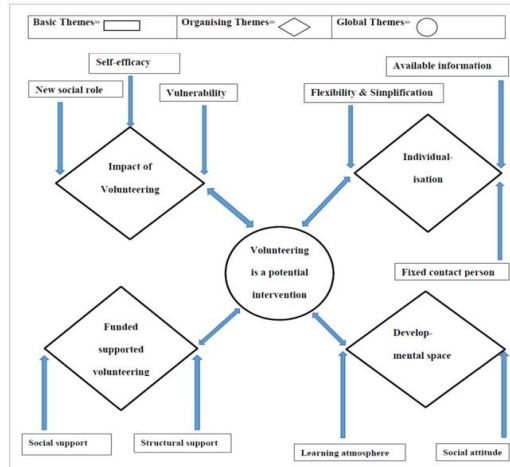 Basic Themes=
Organising Themes=
Global Themes=
Self-efficacy
New social role
Vulnerability
Available information
Flexibility & Simplification
Impact of
Volunteering
Individual-
isation
Volunteering
is a potential
intervention
Fixed contact person
Funded
supported
volunteering
Develop-
mental space
Social support
Structural support
Learning atmosphere
Social attitude